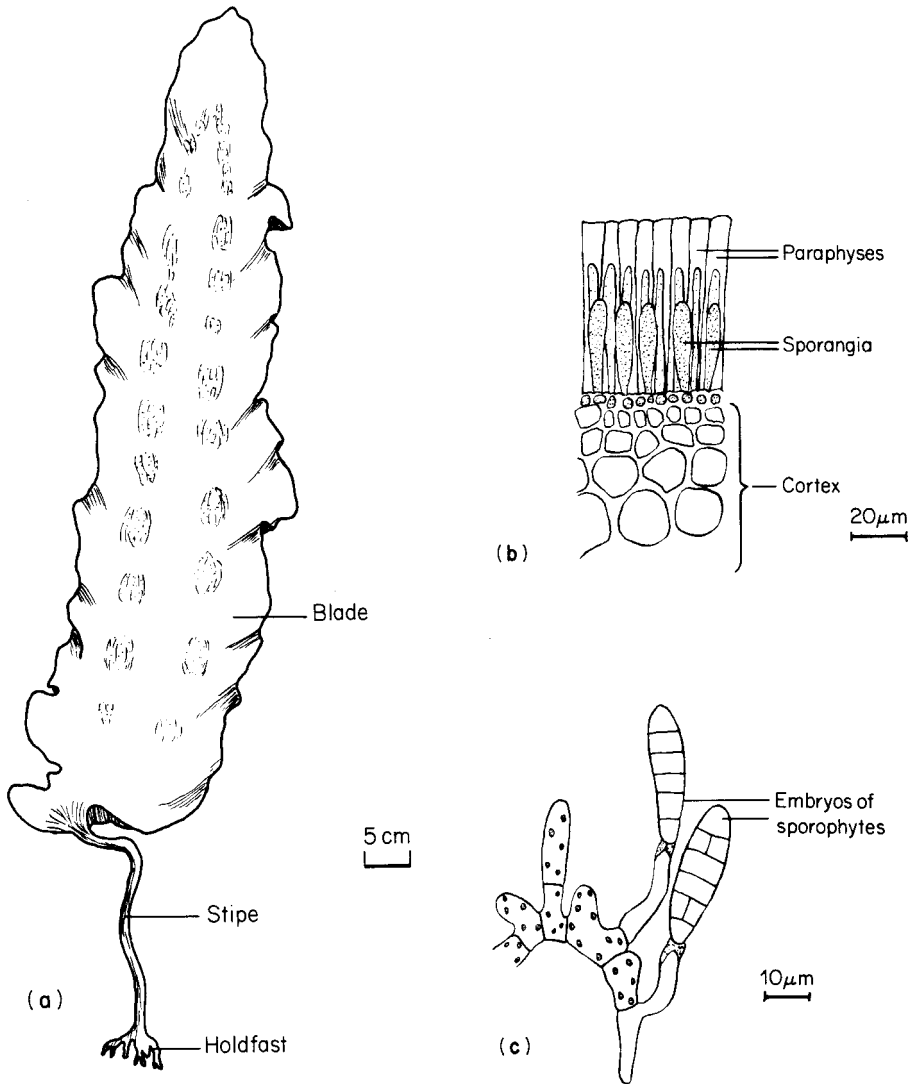 Paraphyses
Sporangia
Cortex
20μm
(b)
Blade
5 cm
Stipe
(a)
Holdfast
Embryos of
sporophytes
10μm
(c)